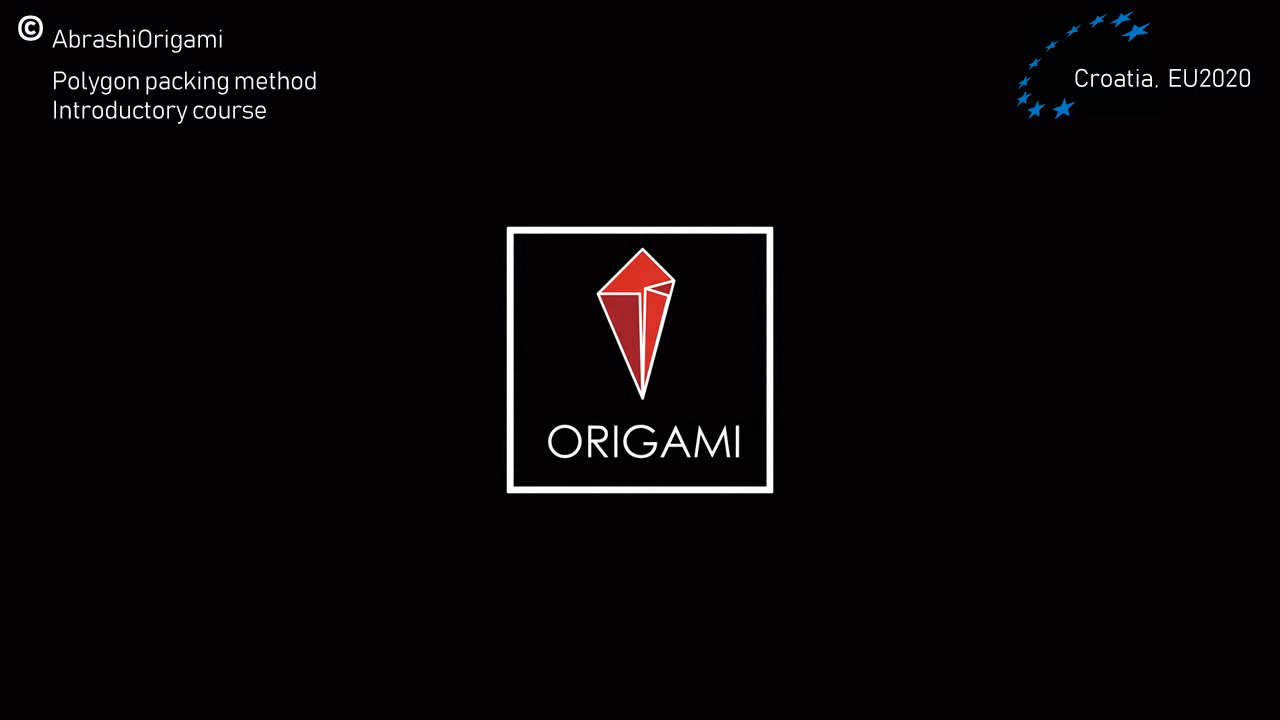 © AbrashiOrigami
Polygon packing method
Introductory course
Croatia, EU2020
ORIGAMI